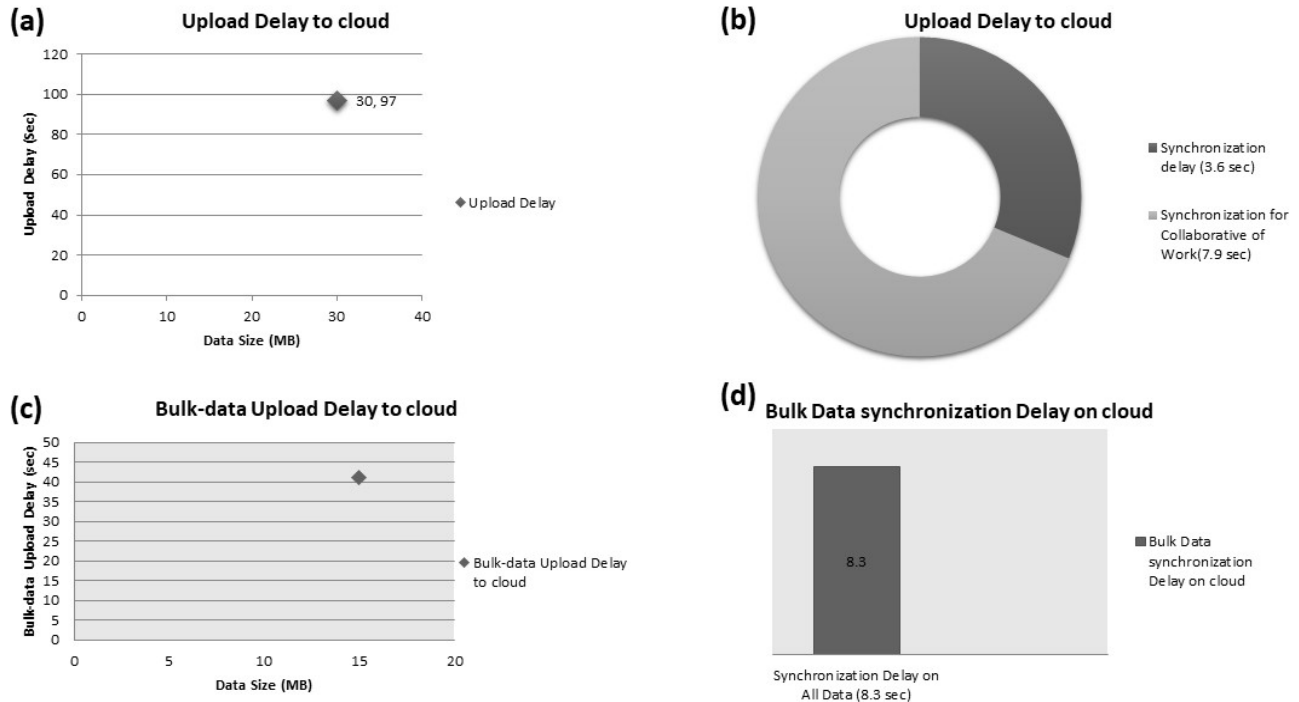 (a)
Upload Delay to cloud
Upload Delay (Sec)
120
100
80
60
40
20
0
30, 97
0 10 20 30 40
Data Size (MB)
Upload Delay
(b)
Upload Delay to cloud
Synchronization
delay (3.6 sec)
Synchronization for
Collaborative of
Work(7.9 sec)
(c)
Bulk-data Upload Delay to cloud
Bulk-data Upload Delay (sec)
50
45
40
35
30
25
20
15
10
5
0
0 5 10 15 20
Data Size (MB)
Bulk-data Upload Delay
to cloud
(d)
Bulk Data synchronization Delay on cloud
8.3
Synchronization Delay on
All Data (8.3 sec)
Bulk Data
synchronization
Delay on cloud